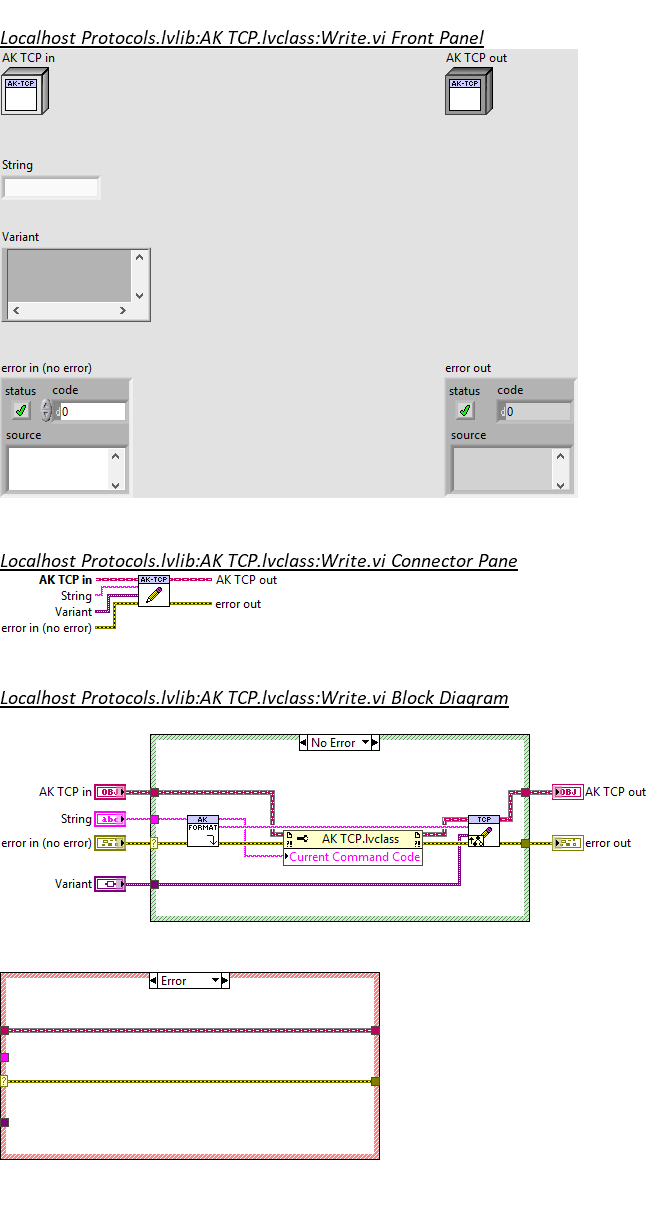 Localhost Protocols.lvlib:AK TCP.lvclass:Write.vi Front Panel
AK TCP in
AK TCP out
AK-TCP
AK-TCP
String
Variant
error in (no error)
error out
status code
status code
d 0
d 0
source
source
Localhost Protocols.lvlib:AK TCP.lvclass:Write.vi Connector Pane
AK TCP in
AK-TCP
AK TCP out
String
Variant
error out
error in (no error)
Localhost Protocols.lvlib:AK TCP.lvclass:Write.vi Block Diagram
No Error
AK TCP in
OBJ
OBJ
AK TCP out
String
abc
AK
FORMAT
TCP
error in (no error)
?
?!
AK TCP.lvclass
?!
error out
Current Command Code
Variant
Error
?